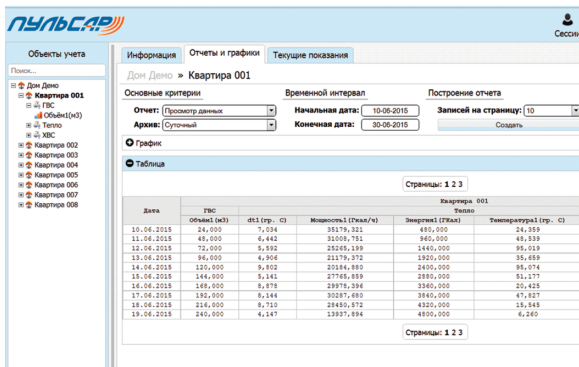 ПУЛЬСАР
Сессии
Объекты учета
Информация Отчеты и графики Текущие показания
Поиск...
Дом Демо » Квартира 001
Дом Демо
Квартира 001
ГВС
Объём1(м3)
Тепло
ХВС
Квартира 002
Квартира 003
Квартира 004
Квартира 005
Квартира 006
Квартира 007
Квартира 008
Основные критерии Временной интервал Построение отчета
Отчет: Просмотр данных Начальная дата: 10-06-2015 Записей на страницу: 10
Архив: Суточный Конечная дата: 30-06-2015 Создать
График
Таблица
Страницы: 1 2 3
Квартира 001
Дата ГВС Тепло
Объём1(м3) dt1(гр. С) Мощность1(Гкал/ч) Энергия1(ГКал) Температура1(гр. С)
10.06.2015 24,000 7,034 35179,321 480,000 24,359
11.06.2015 48,000 6,442 31008,751 960,000 48,539
12.06.2015 72,000 5,592 25265,199 1440,000 95,019
13.06.2015 96,000 4,906 21179,372 1920,000 35,659
14.06.2015 120,000 9,802 20184,880 2400,000 95,074
15.06.2015 144,000 5,141 27765,859 2880,000 51,177
16.06.2015 168,000 8,878 29978,396 3360,000 20,425
17.06.2015 192,000 8,144 30287,680 3840,000 47,827
18.06.2015 216,000 8,710 28450,572 4320,000 15,545
19.06.2015 240,000 4,147 13937,894 4800,000 6,260
Страницы: 1 2 3